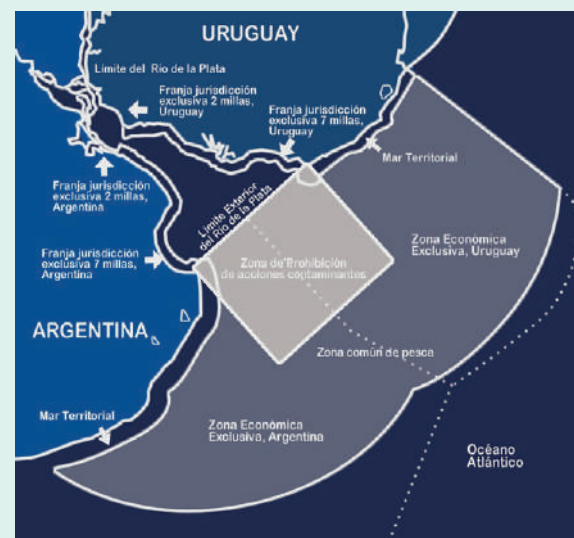 URUGUAY
Límite del Río de la Plata
Franja jurisdicción
exclusiva 2 millas,
Uruguay
Franja jurisdicción
exclusiva 7 millas,
Uruguay
Mar Territorial
Franja jurisdicción
exclusiva 2 millas,
Argentina
Límite Exterior
del Río de la Plata
Zona Económica
Exclusiva, Uruguay
Franja jurisdicción
exclusiva 7 millas,
Argentina
Zona de Prohibición
de acciones contaminantes
ARGENTINA
Zona común de pesca
Mar Territorial
Zona Económica
Exclusiva, Argentina
Océano
Atlántico